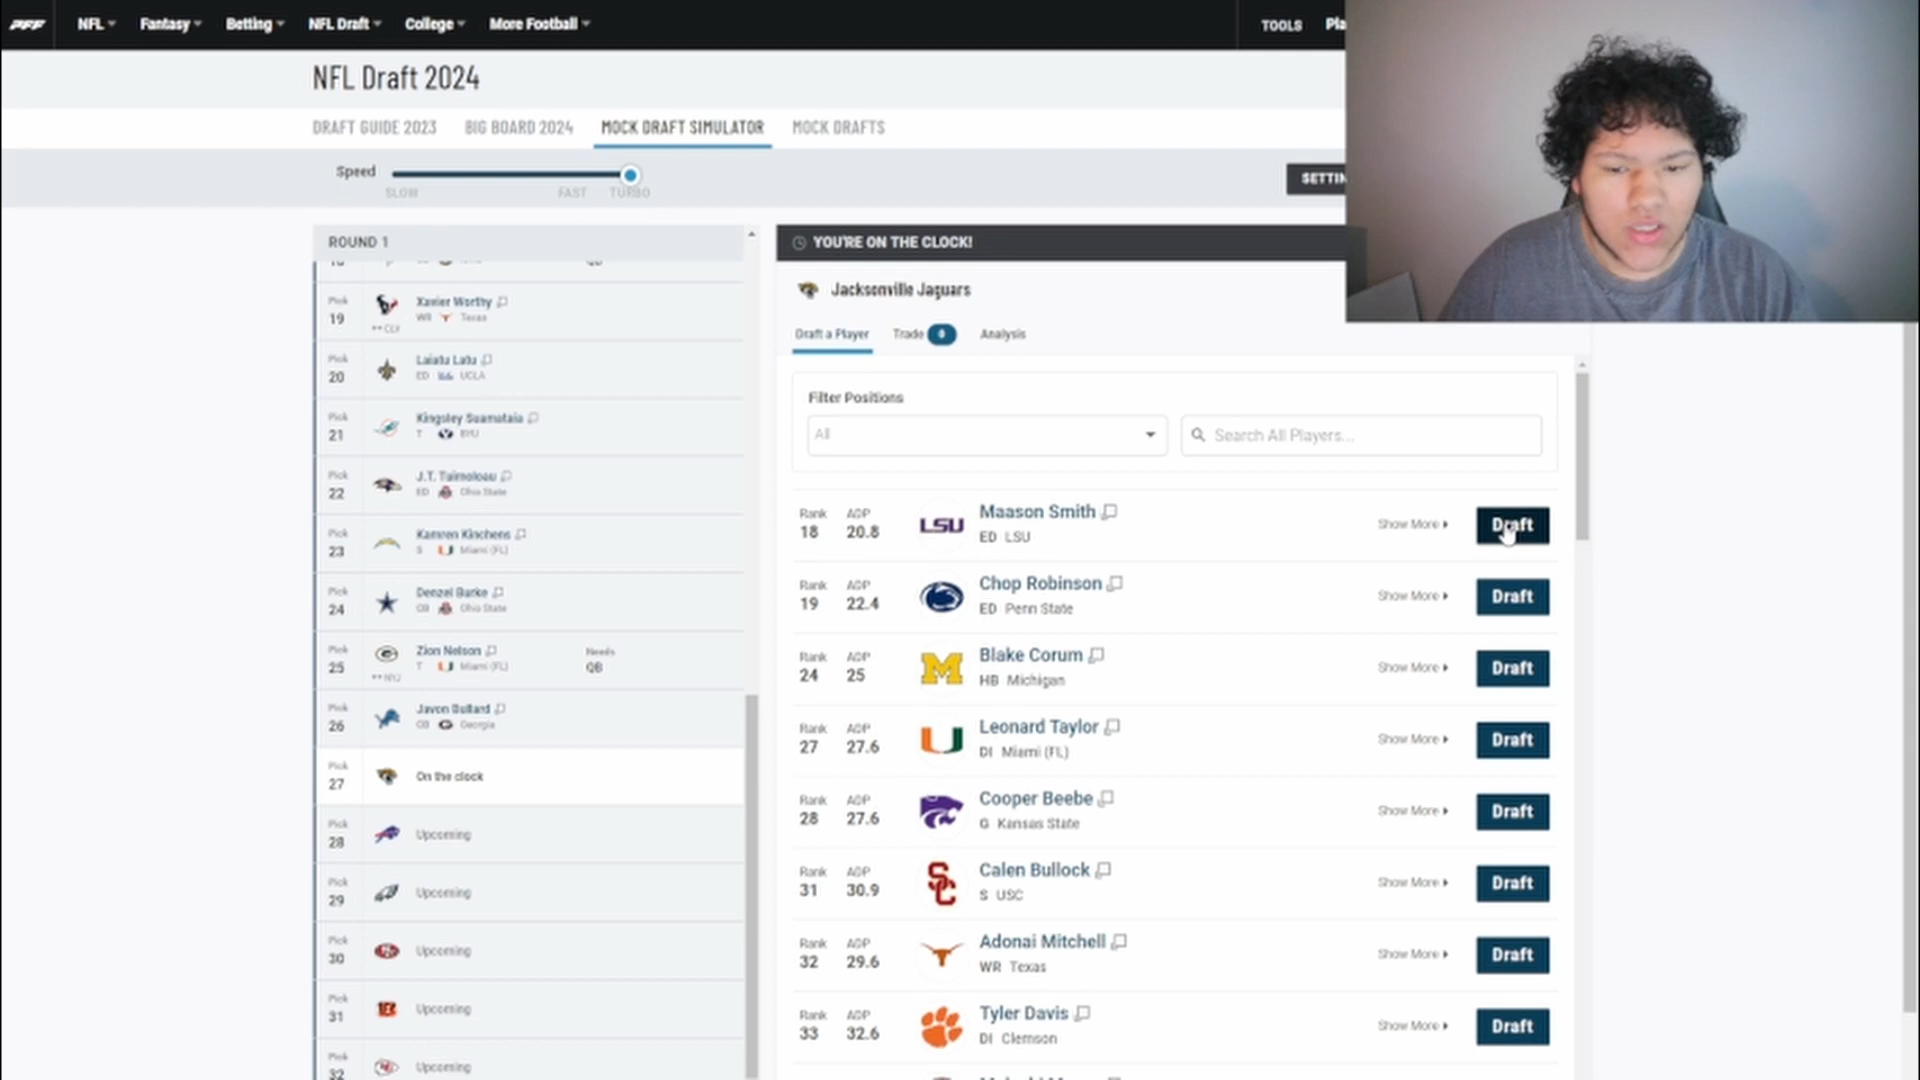 PFF NFL Fantasy Betting NFL Draft College More Football TOOLS
NFL Draft 2024
DRAFT GUIDE 2023 BIG BOARD 2024 MOCK DRAFT SIMULATOR MOCK DRAFTS
Speed
SLOW FAST TURBO
ROUND 1
Pick 19 Xavier Worthy
WR Texas
Pick 20 Laiatu Latu
ED UCLA
Pick 21 Kingsley Suamataia
T BYU
Pick 22 J.T. Tuimoloau
ED Ohio State
Pick 23 Kamren Kinchens
S Miami (FL)
Pick 24 Denzel Burke
CB Ohio State
Pick 25 Zion Nelson Needs
T Miami (FL) QB
Pick 26 Javon Bullard
CB Georgia
Pick 27 On the clock
Pick 28 Upcoming
Pick 29 Upcoming
Pick 30 Upcoming
Pick 31 Upcoming
Pick 32 Upcoming
YOU'RE ON THE CLOCK!
Jacksonville Jaguars
Draft a Player Trade Analysis
Filter Positions
All Search All Players...
Rank 18 ADP 20.8 LSU Maason Smith Show More Draft
ED LSU
Rank 19 ADP 22.4 Chop Robinson Show More Draft
ED Penn State
Rank 24 ADP 25 Blake Corum Show More Draft
HB Michigan
Rank 27 ADP 27.6 Leonard Taylor Show More Draft
DI Miami (FL)
Rank 28 ADP 27.6 Cooper Beebe Show More Draft
G Kansas State
Rank 31 ADP 30.9 Calen Bullock Show More Draft
S USC
Rank 32 ADP 29.6 Adonai Mitchell Show More Draft
WR Texas
Rank 33 ADP 32.6 Tyler Davis Show More Draft
DI Clemson